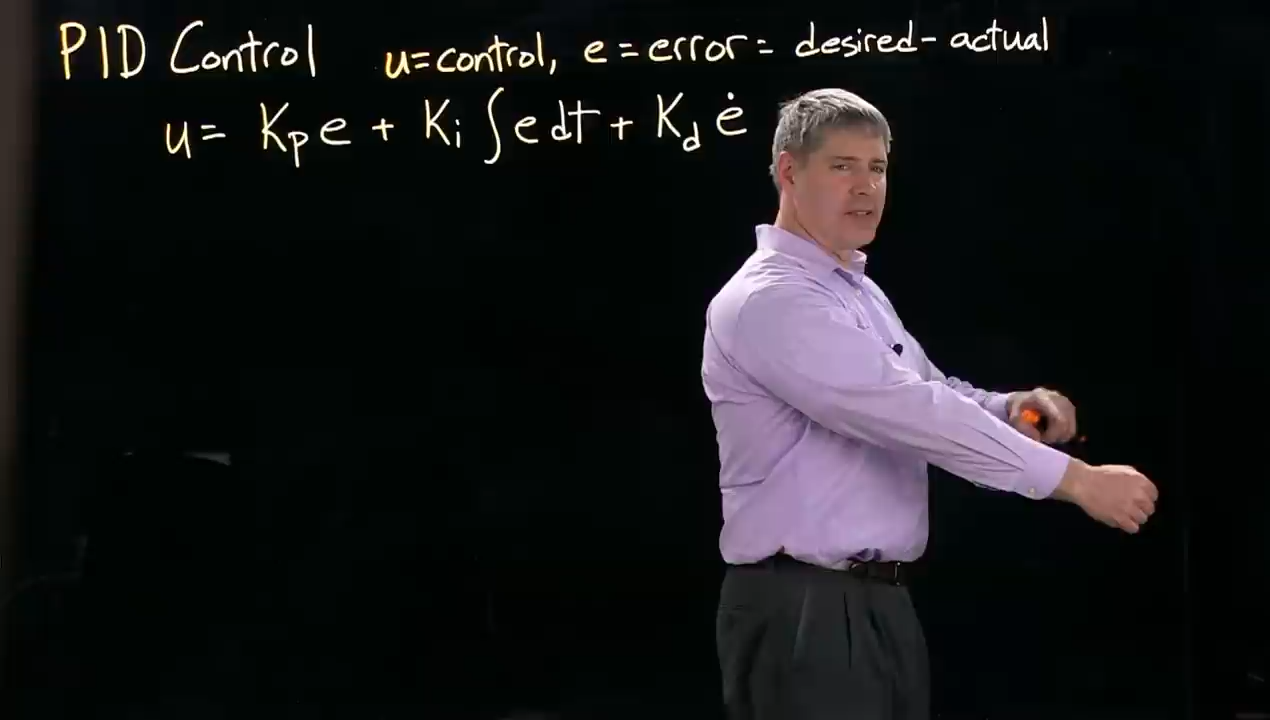 PID Control u=control, e=error= desired-actual
u= Kp e + Ki ∫e dt + Kd ė